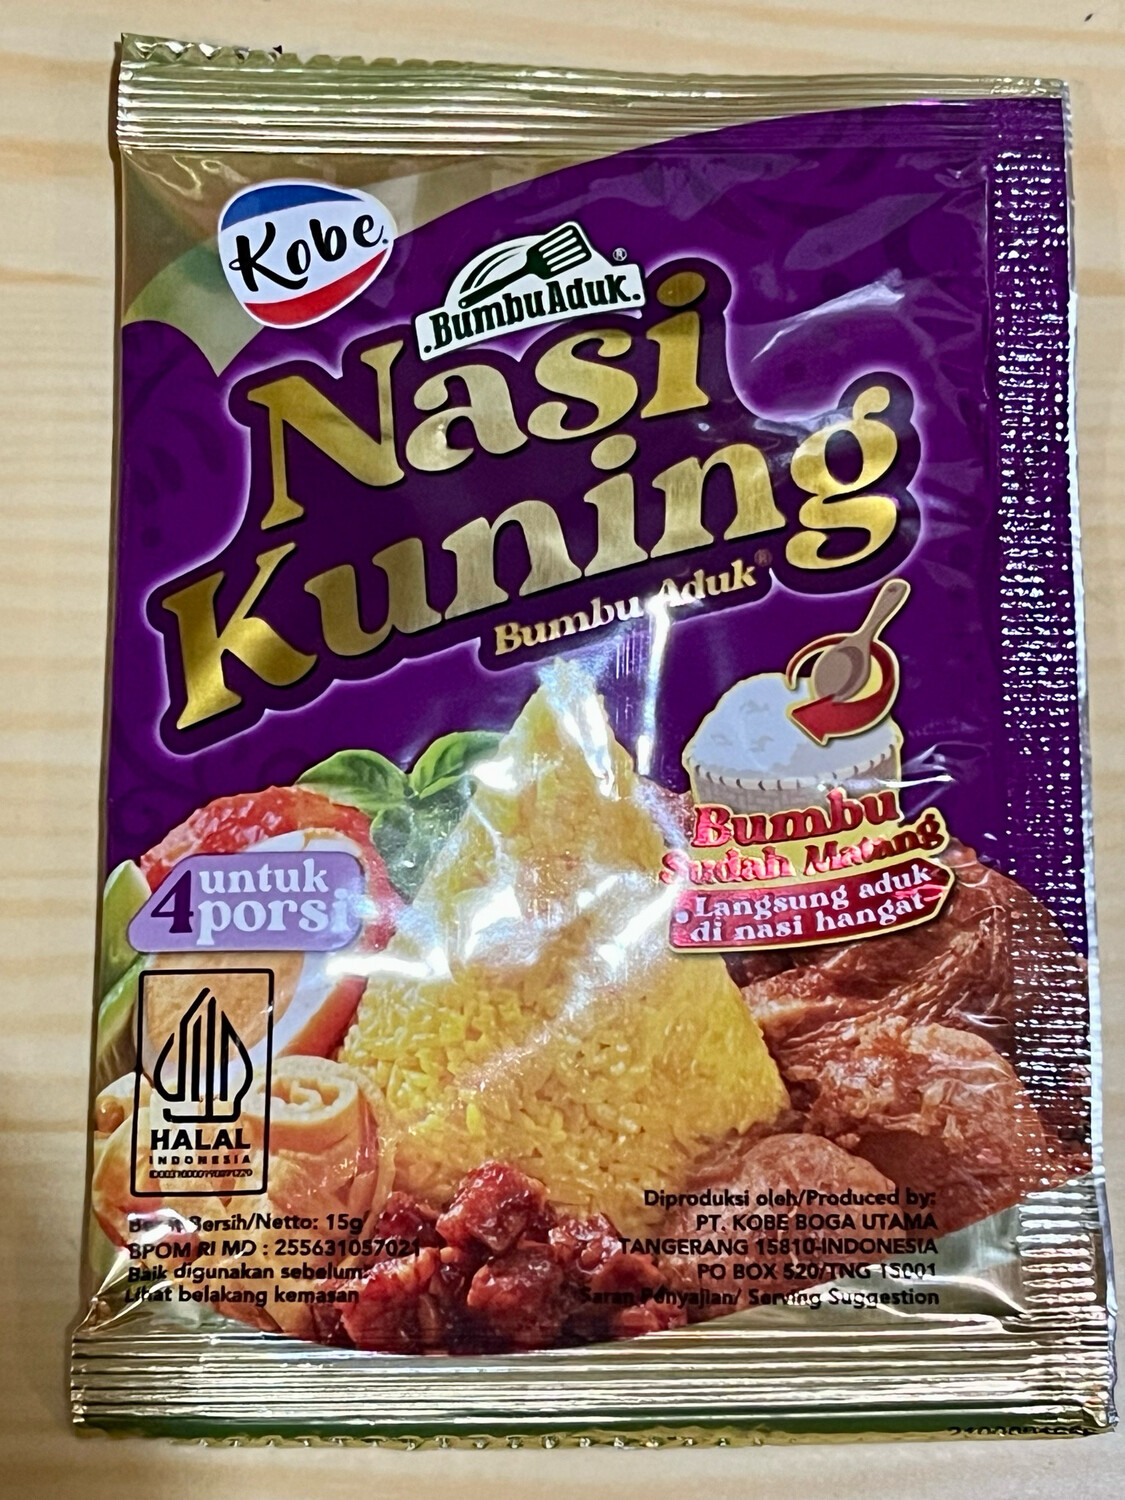 Kobe
BumbuAduk. ®
Nasi
Kuning
Bumbu Aduk®
Bumbu
Sudah Matang
Langsung aduk
di nasi hangat
4 untuk
porsi
HALAL
INDONESIA
Bersih/Netto: 15g
BPOM RI MD : 255631057021
Baik digunakan sebelum:
Lihat belakang kemasan
Diproduksi oleh/Produced by:
PT. KOBE BOGA UTAMA
TANGERANG 15810-INDONESIA
PO BOX 520/TNG 15001
Saran Penyajian/ Serving Suggestion